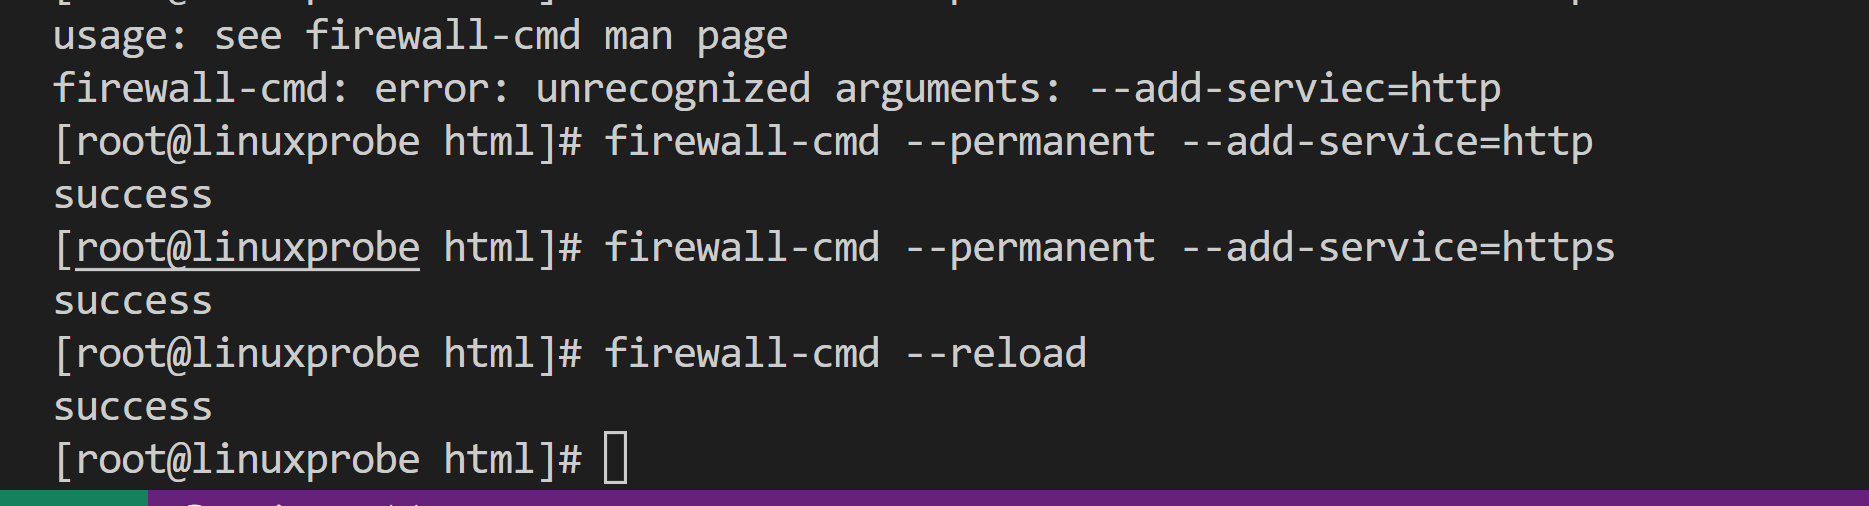 usage: see firewall-cmd man page
firewall-cmd: error: unrecognized arguments: --add-serviec=http
[root@linuxprobe html]# firewall-cmd --permanent --add-service=http
success
[root@linuxprobe html]# firewall-cmd --permanent --add-service=https
success
[root@linuxprobe html]# firewall-cmd --reload
success
[root@linuxprobe html]#